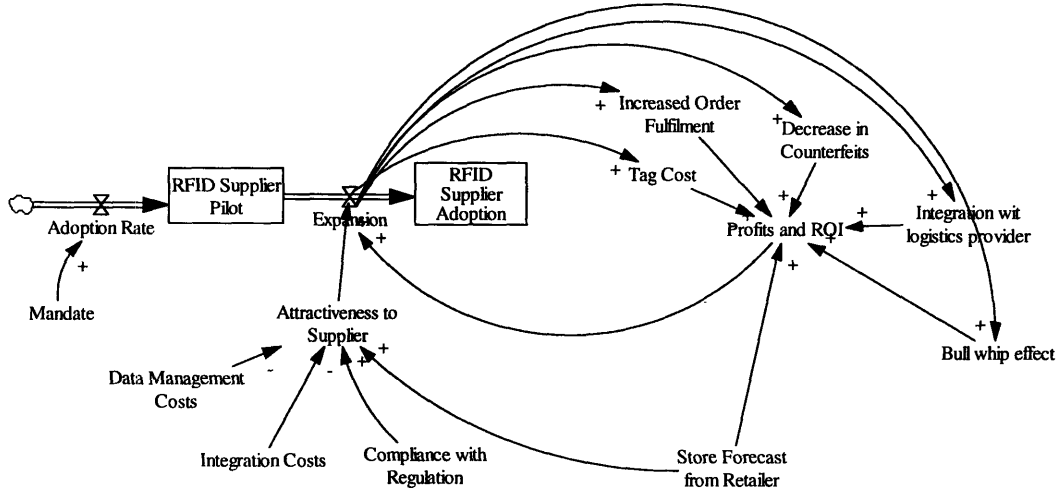 Increased Order
Fulfilment
Decrease in
Counterfeits
Tag Cost
RFID Supplier
Pilot
RFID
Supplier
Adoption
Adoption Rate
Expansion
Profits and ROI
Integration wit
logistics provider
Mandate
Attractiveness to
Supplier
Bull whip effect
Data Management
Costs
Integration Costs
Compliance with
Regulation
Store Forecast
from Retailer